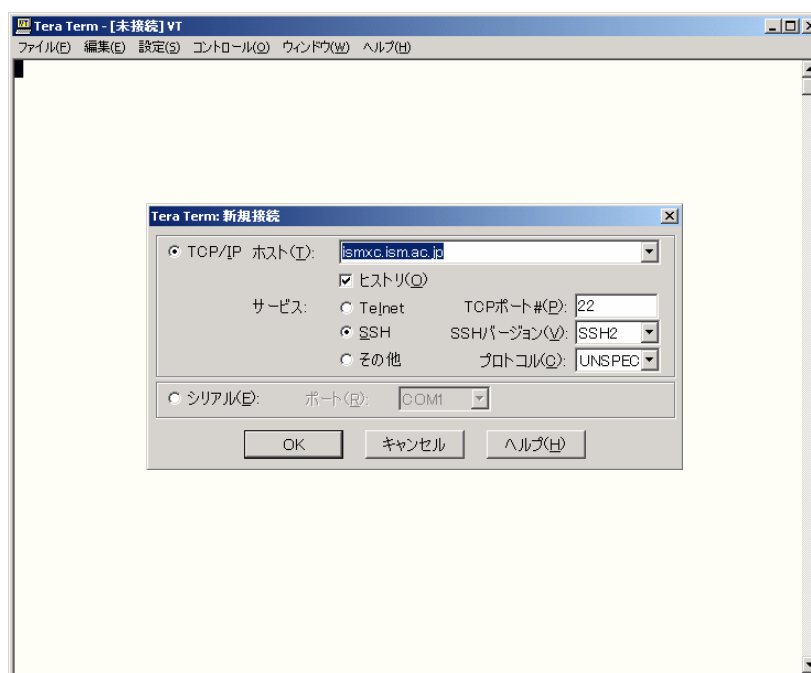 Tera Term - [未接続] VT
ファイル(F) 編集(E) 設定(S) コントロール(O) ウィンドウ(W) ヘルプ(H)
Tera Term: 新規接続
TCP/IP ホスト(T): ismxc.ism.ac.jp
ヒストリ(O)
サービス: Telnet TCPポート#(P): 22
SSH SSHバージョン(V): SSH2
その他 プロトコル(C): UNSPEC
シリアル(E): ポート(R): COM1
OK キャンセル ヘルプ(H)